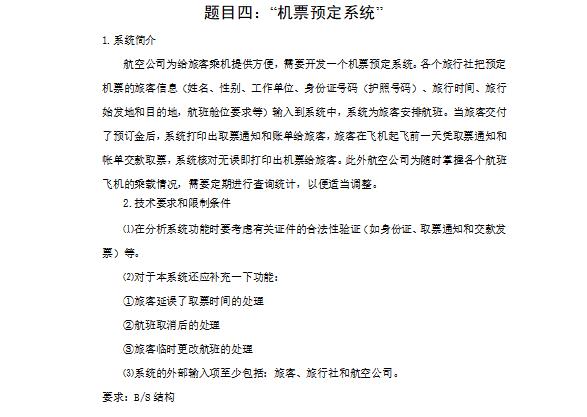 题目四：“机票预定系统”
1.系统简介
航空公司为给旅客乘机提供方便，需要开发一个机票预定系统。各个旅行社把预定
机票的旅客信息（姓名、性别、工作单位、身份证号码（护照号码）、旅行时间、旅行
始发地和目的地，航班舱位要求等）输入到系统中，系统为旅客安排航班。当旅客交付
了预订金后，系统打印出取票通知和账单给旅客，旅客在飞机起飞前一天凭取票通知和
帐单交款取票，系统核对无误即打印出机票给旅客。此外航空公司为随时掌握各个航班
飞机的乘载情况，需要定期进行查询统计，以便适当调整。
2.技术要求和限制条件
⑴在分析系统功能时要考虑有关证件的合法性验证（如身份证、取票通知和交款发
票）等。
⑵对于本系统还应补充一下功能：
①旅客延误了取票时间的处理
②航班取消后的处理
③旅客临时更改航班的处理
⑶系统的外部输入项至少包括：旅客、旅行社和航空公司。
要求：B/S 结构